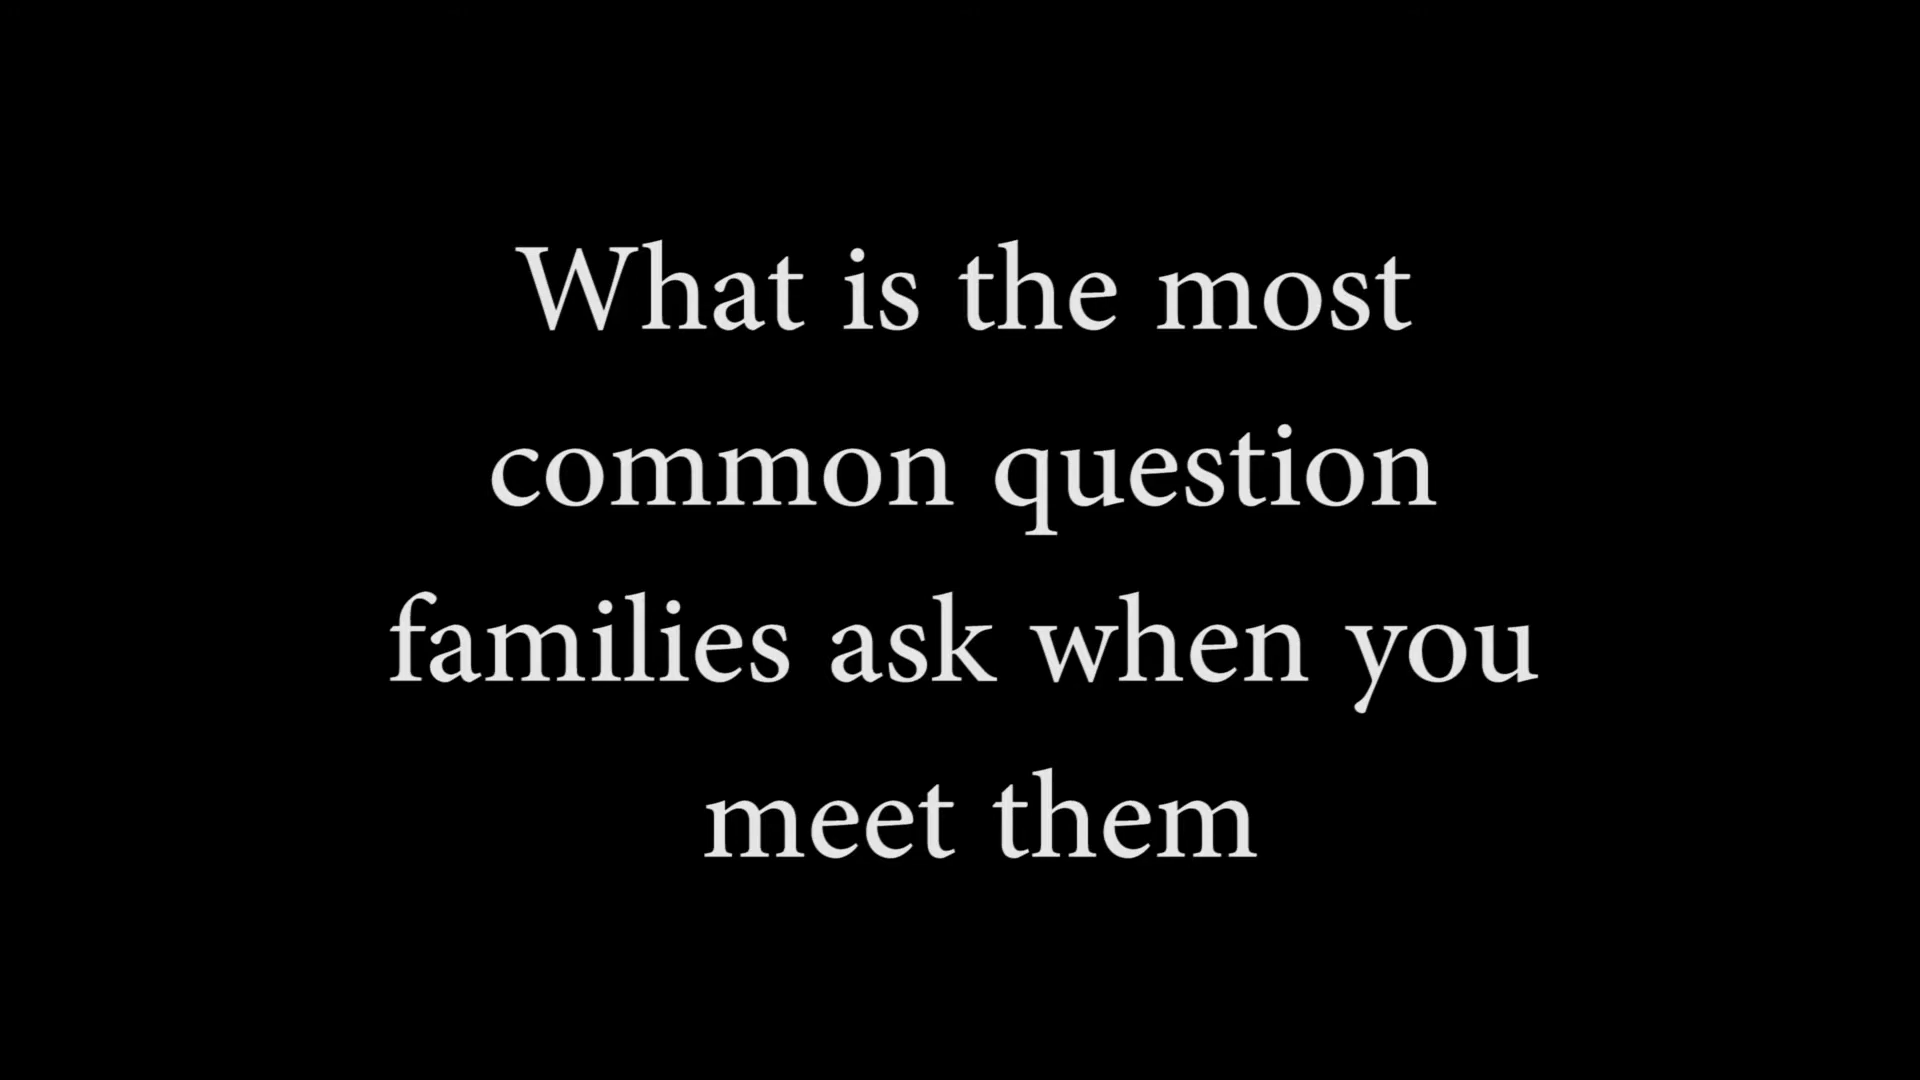 What is the most
common question
families ask when you
meet them